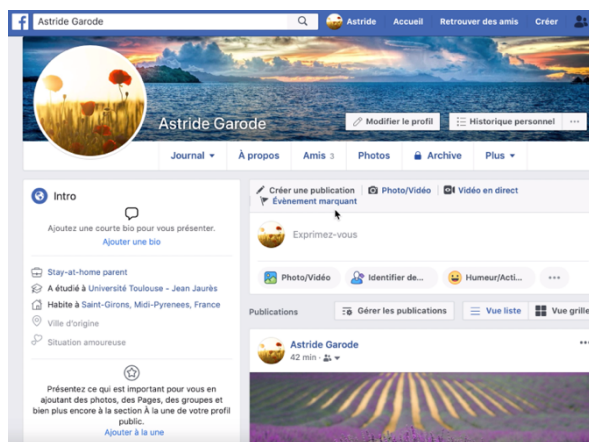 f Astride Garode Astride Accueil Retrouver des amis Créer
Astride Garode
Modifier le profil Historique personnel ...
Journal À propos Amis 3 Photos Archive Plus
Intro
Ajoutez une courte bio pour vous présenter.
Ajouter une bio
Stay-at-home parent
A étudié à Université Toulouse - Jean Jaurès
Habite à Saint-Girons, Midi-Pyrenees, France
Ville d'origine
Situation amoureuse
Présentez ce qui est important pour vous en
ajoutant des photos, des Pages, des groupes et
bien plus encore à la section À la une de votre profil
public.
Ajouter à la une
Créer une publication Photo/Vidéo Vidéo en direct
Évènement marquant
Exprimez-vous
Photo/Vidéo Identifier de... Humeur/Acti... ...
Publications Gérer les publications Vue liste Vue grille
Astride Garode ...
42 min ·